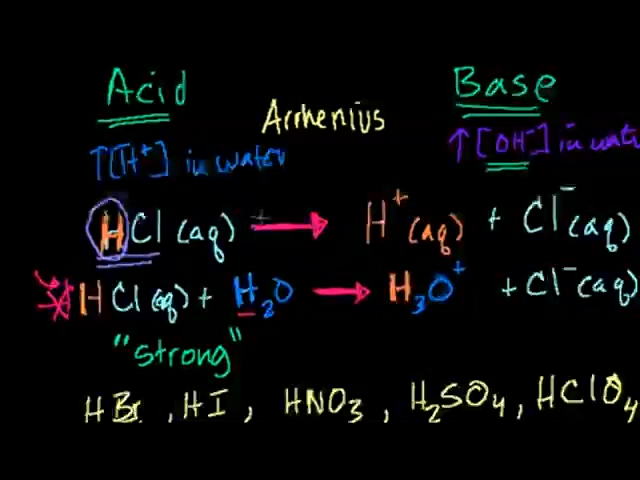 Acid Arrhenius Base
↑[H⁺] in water ↑[OH⁻] in wat
HCl(aq) → H⁺(aq) + Cl⁻(aq)
HCl(aq) + H₂O → H₃O⁺ + Cl⁻(aq)
"strong"
HBr, HI, HNO₃, H₂SO₄, HClO₄